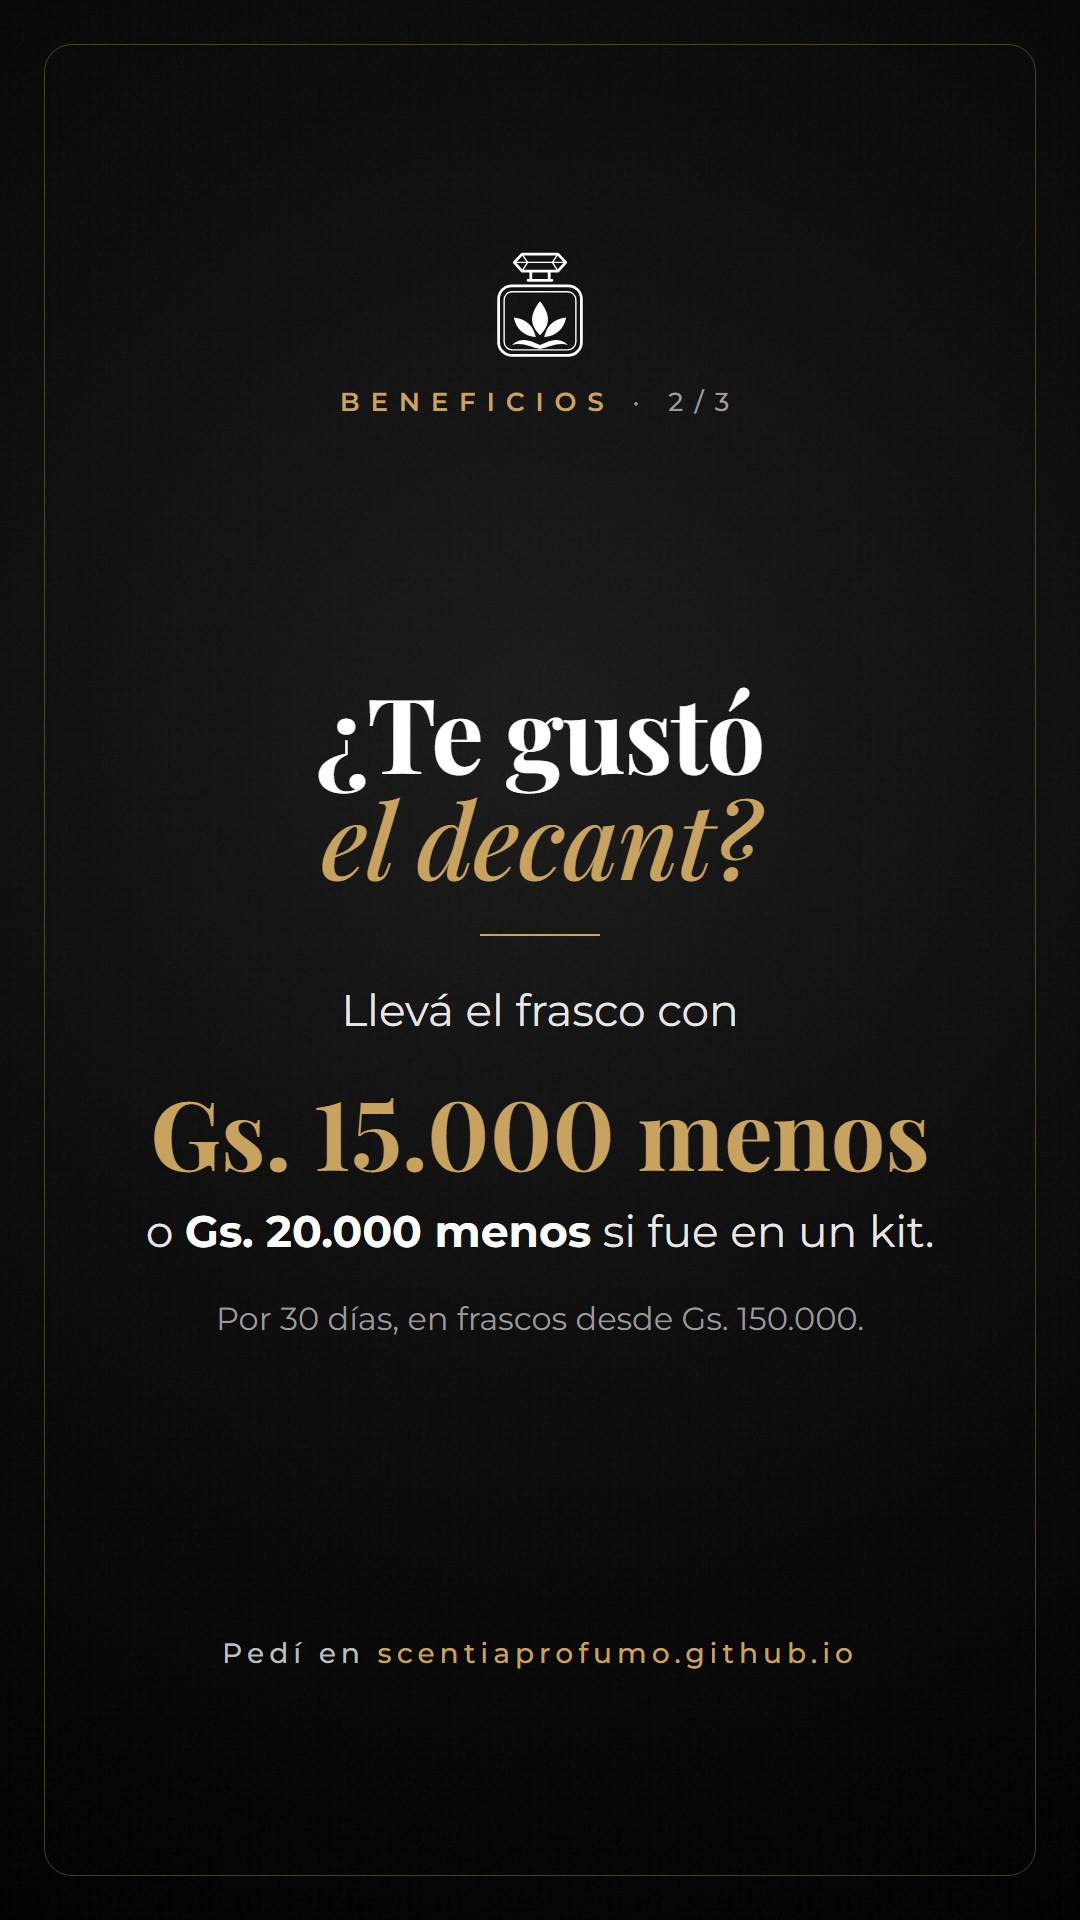 BENEFICIOS · 2/3
¿Te gustó
el decant?
Llevá el frasco con
Gs. 15.000 menos
o Gs. 20.000 menos si fue en un kit.
Por 30 días, en frascos desde Gs. 150.000.
Pedí en scentiaprofumo.github.io